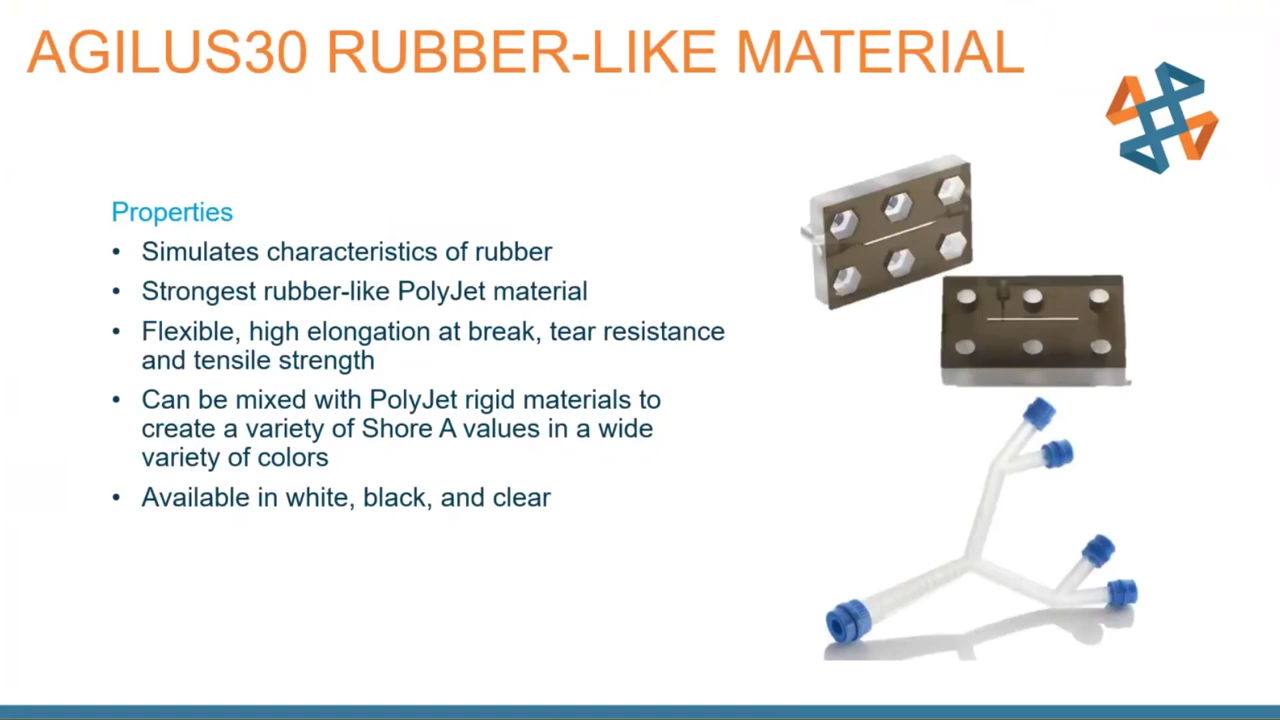 AGILUS30 RUBBER-LIKE MATERIAL
Properties
• Simulates characteristics of rubber
• Strongest rubber-like PolyJet material
• Flexible, high elongation at break, tear resistance
and tensile strength
• Can be mixed with PolyJet rigid materials to
create a variety of Shore A values in a wide
variety of colors
• Available in white, black, and clear